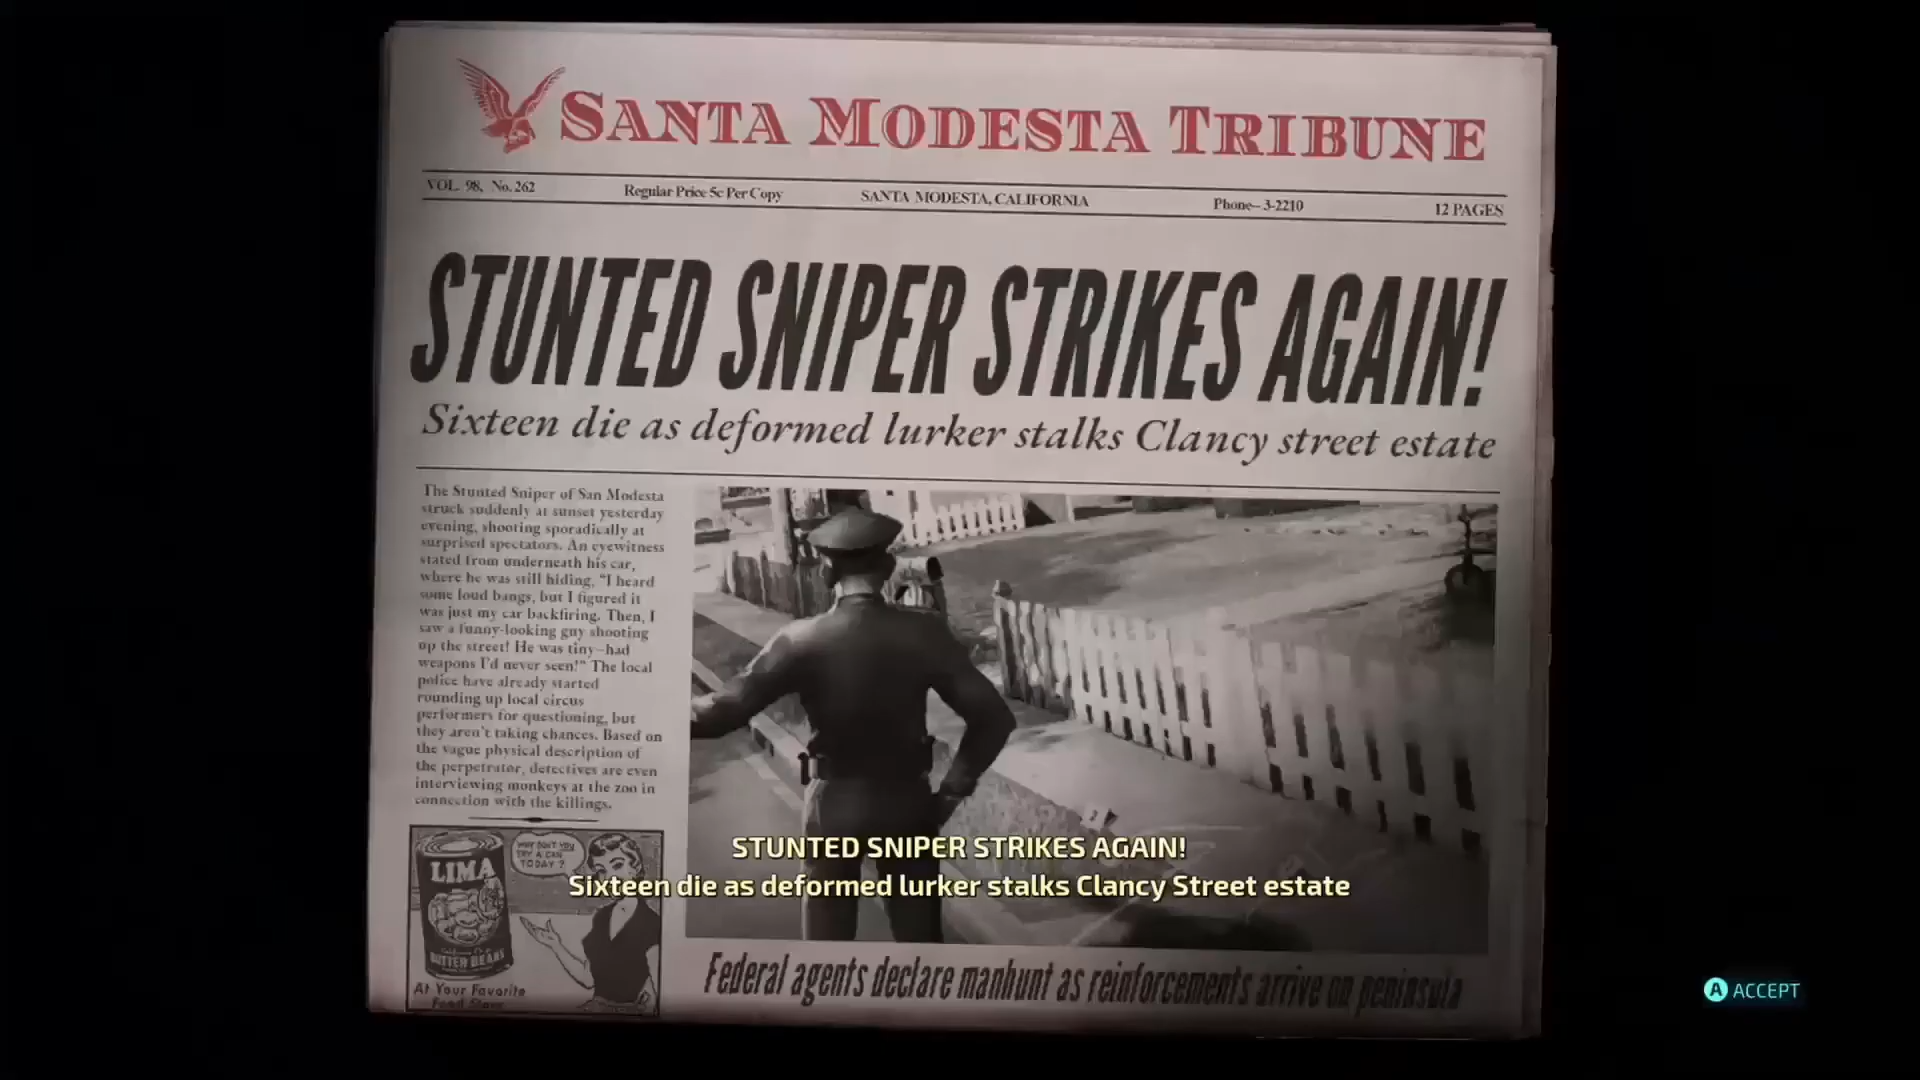 SANTA MODESTA TRIBUNE
VOL. 98, No. 262 Regular Price 5c Per Copy SANTA MODESTA, CALIFORNIA Phone-- 3-2210 12 PAGES
STUNTED SNIPER STRIKES AGAIN!
Sixteen die as deformed lurker stalks Clancy street estate
The Stunted Sniper of San Modesta
struck suddenly at sunset yesterday
evening, shooting sporadically at
surprised spectators. An eyewitness
stated from underneath his car,
where he was still hiding, "I heard
some loud bangs, but I figured it
was just my car backfiring. Then, I
saw a funny-looking guy shooting
up the street! He was tiny--had
weapons I'd never seen!" The local
police have already started
rounding up local circus
performers for questioning, but
they aren't taking chances. Based on
the vague physical description of
the perpetrator, detectives are even
interviewing monkeys at the zoo in
connection with the killings.
LIMA
WHY DON'T YOU
TRY A CAN
TODAY?
BUTTER BEANS
At Your Favorite
Food Store
STUNTED SNIPER STRIKES AGAIN!
Sixteen die as deformed lurker stalks Clancy Street estate
Federal agents declare manhunt as reinforcements arrive on peninsula
A ACCEPT